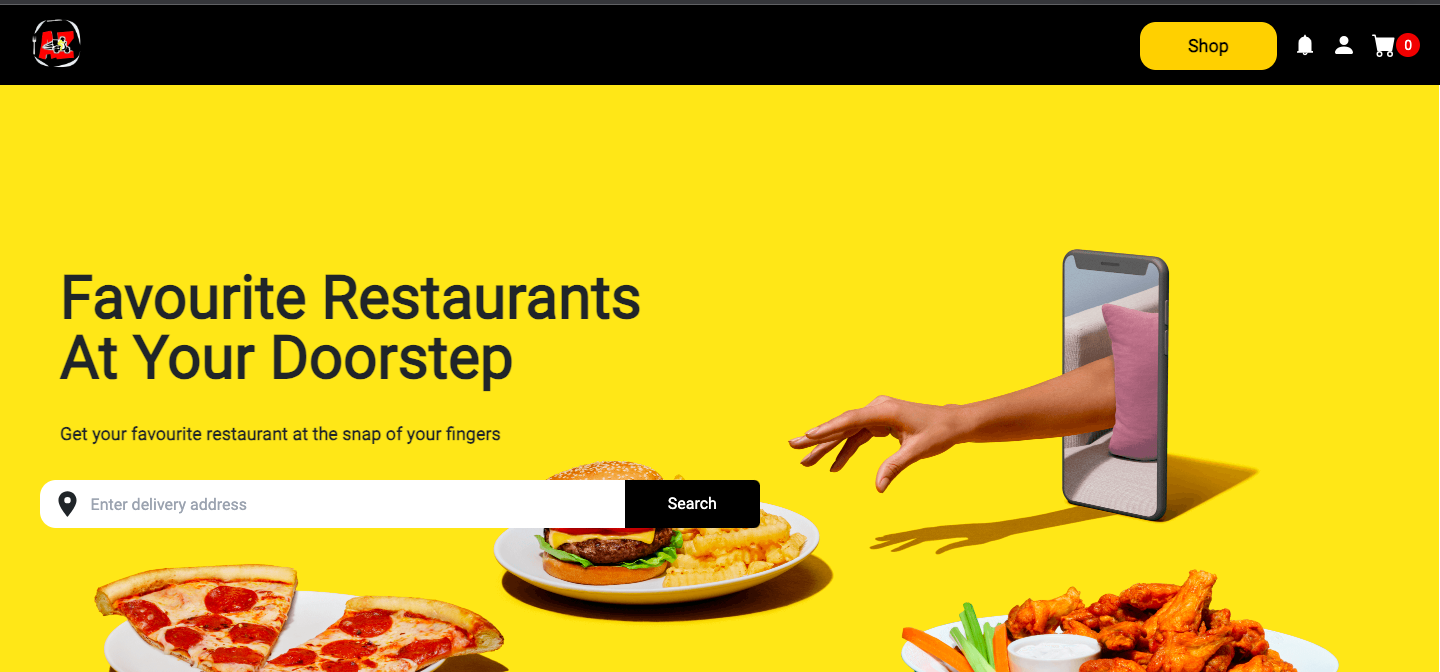 AZ
Shop
0
Favourite Restaurants
At Your Doorstep
Get your favourite restaurant at the snap of your fingers
Enter delivery address
Search